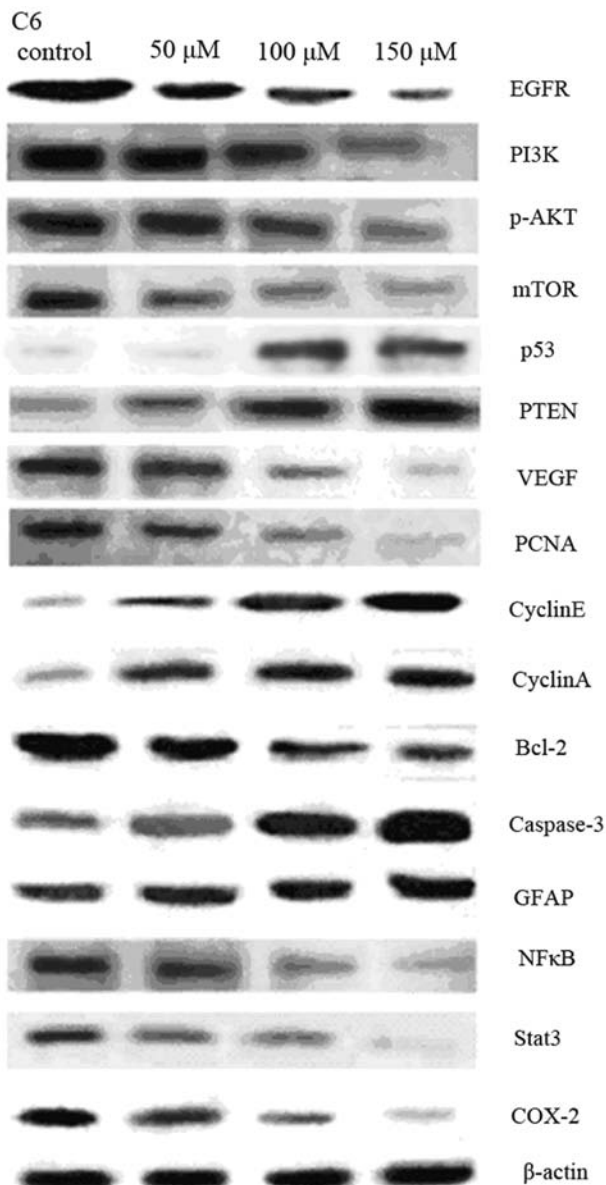 C6
control 50 μM 100 μM 150 μM
EGFR
PI3K
p-AKT
mTOR
p53
PTEN
VEGF
PCNA
CyclinE
CyclinA
Bcl-2
Caspase-3
GFAP
NFκB
Stat3
COX-2
β-actin